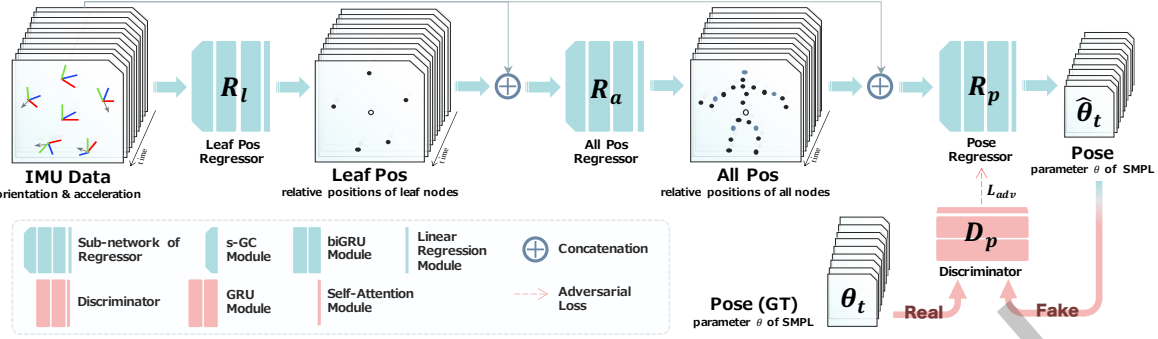 R_l
R_a
R_p
θ̂_t
time
time
time
Leaf Pos
Regressor
All Pos
Regressor
Pose
Regressor
Pose
parameter θ of SMPL
IMU Data
orientation & acceleration
Leaf Pos
relative positions of leaf nodes
All Pos
relative positions of all nodes
L_adv
D_p
Discriminator
Sub-network of
Regressor
s-GC
Module
biGRU
Module
Linear
Regression
Module
Concatenation
Discriminator
GRU
Module
Self-Attention
Module
Adversarial
Loss
Pose (GT)
parameter θ of SMPL
θ_t
Real
Fake